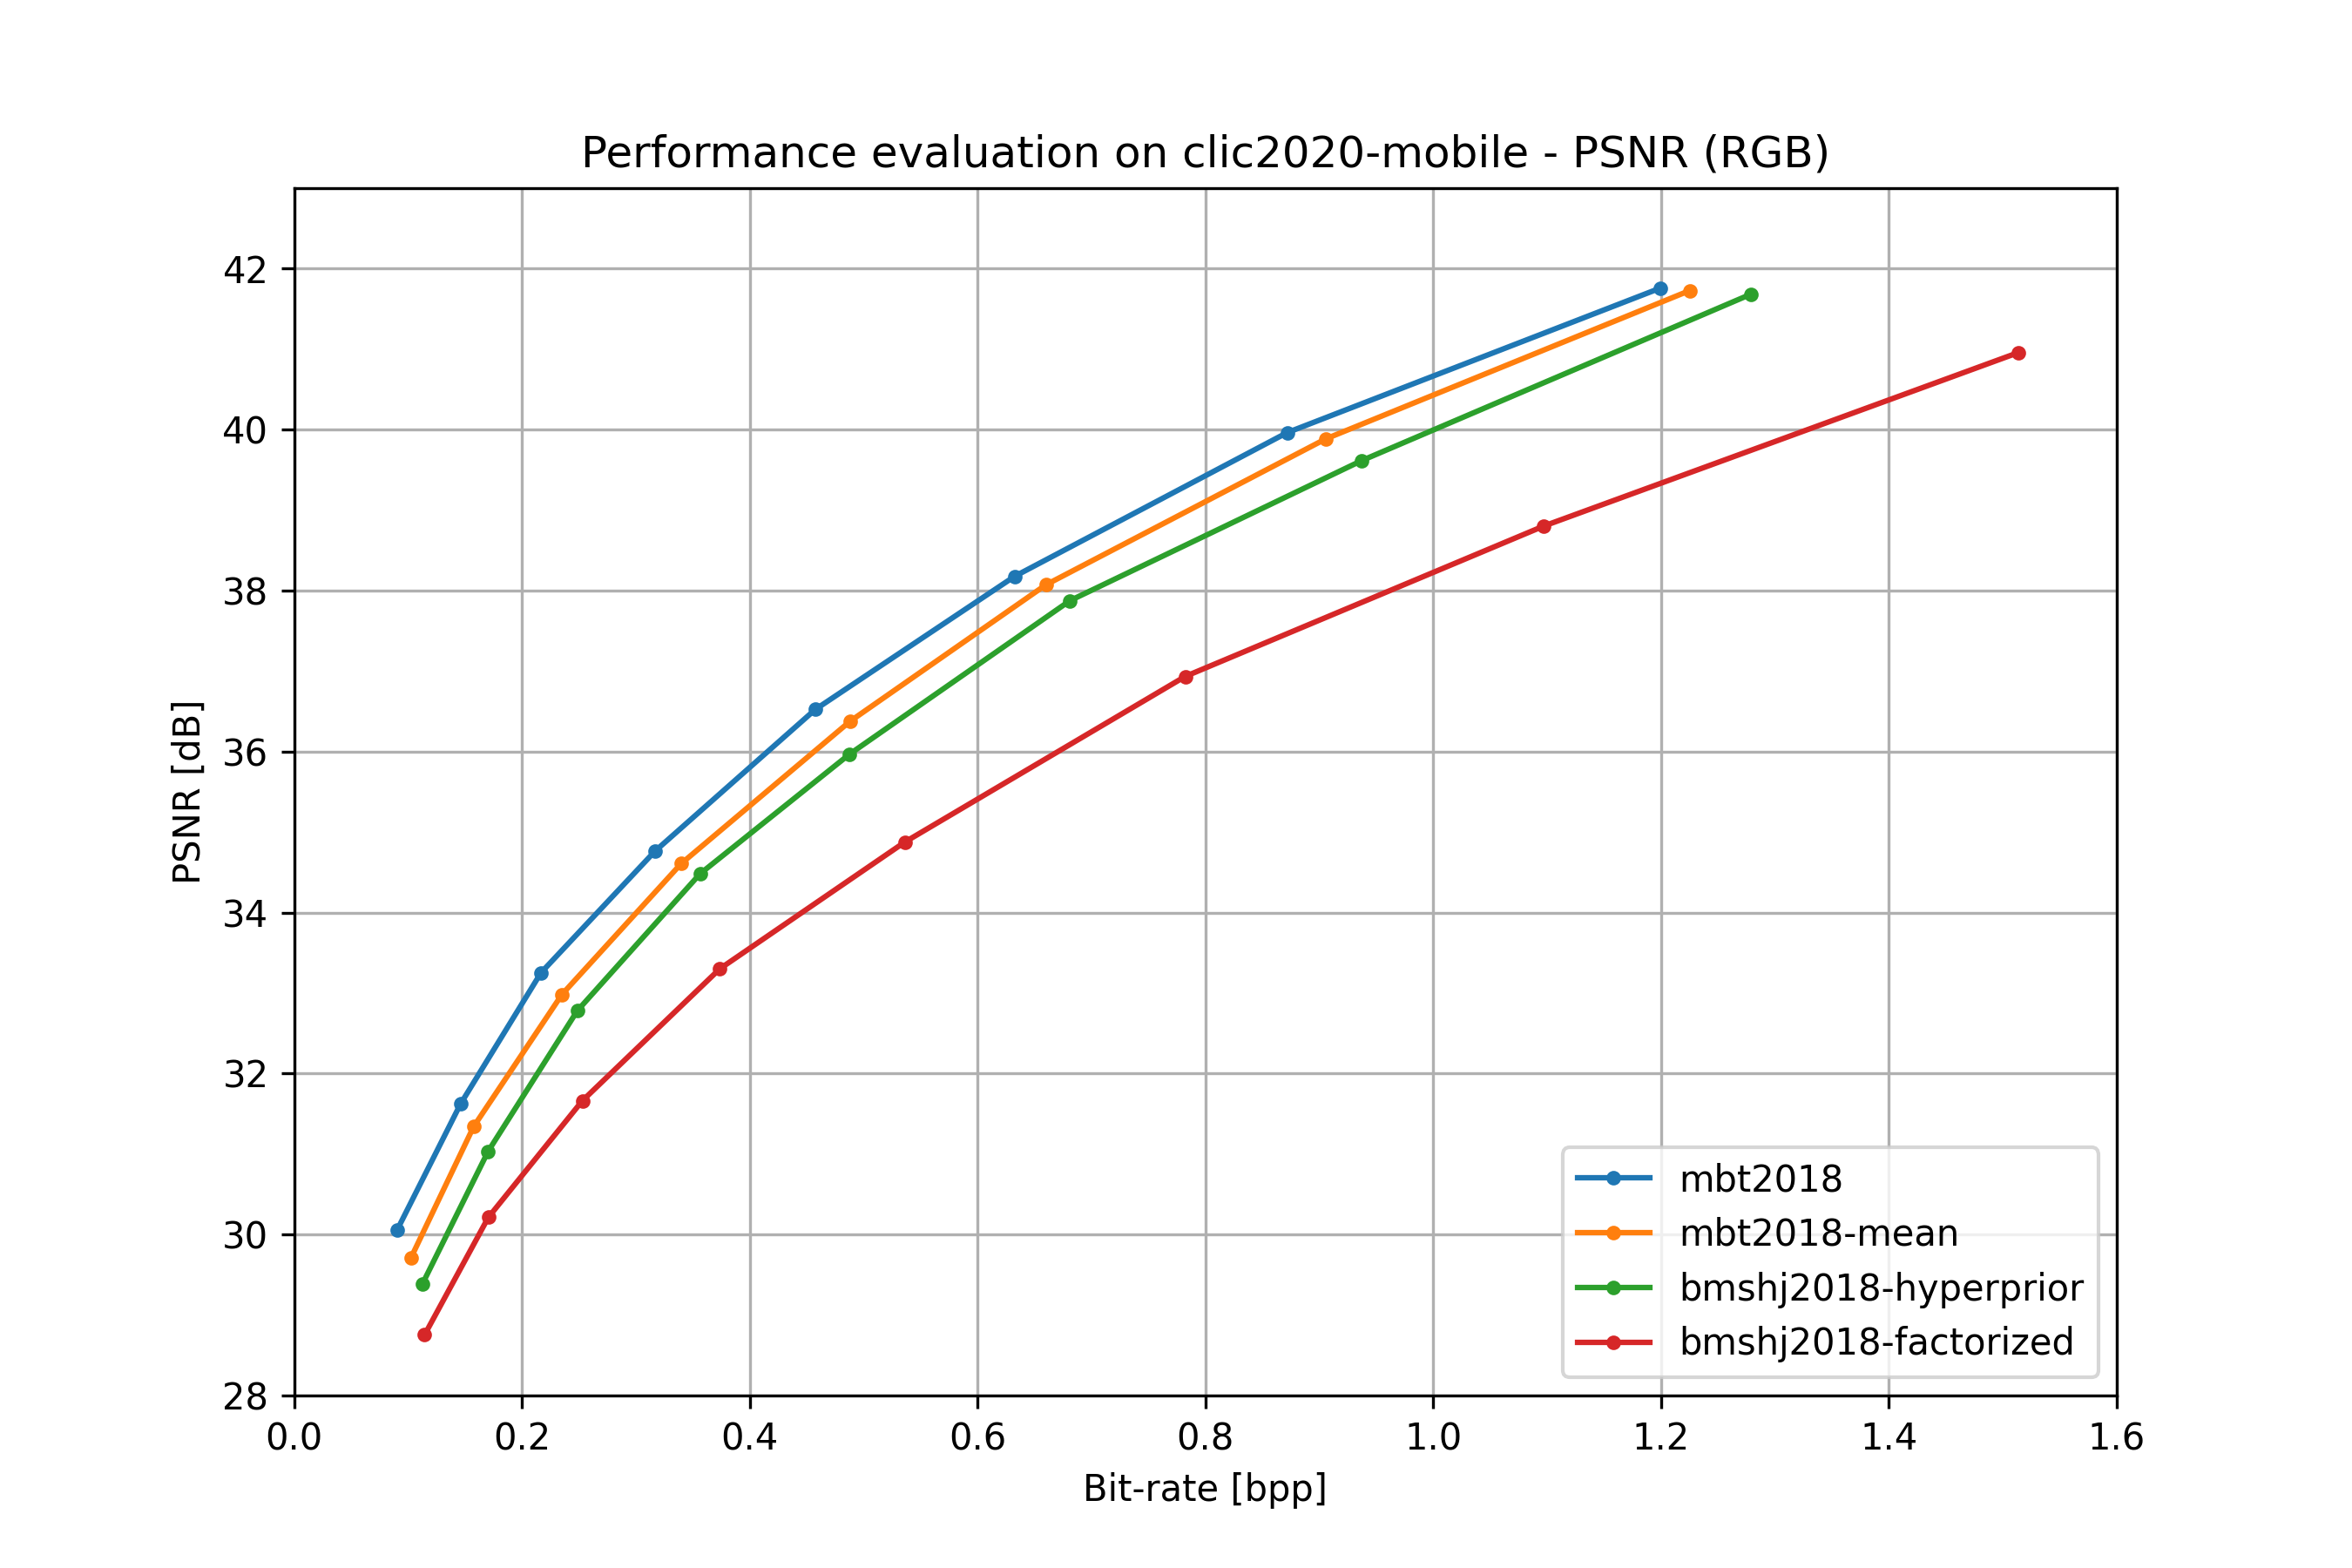 Performance evaluation on clic2020-mobile - PSNR (RGB)
42
40
38
36
34
32
30
28
PSNR [dB]
mbt2018
mbt2018-mean
bmshj2018-hyperprior
bmshj2018-factorized
0.0 0.2 0.4 0.6 0.8 1.0 1.2 1.4 1.6
Bit-rate [bpp]